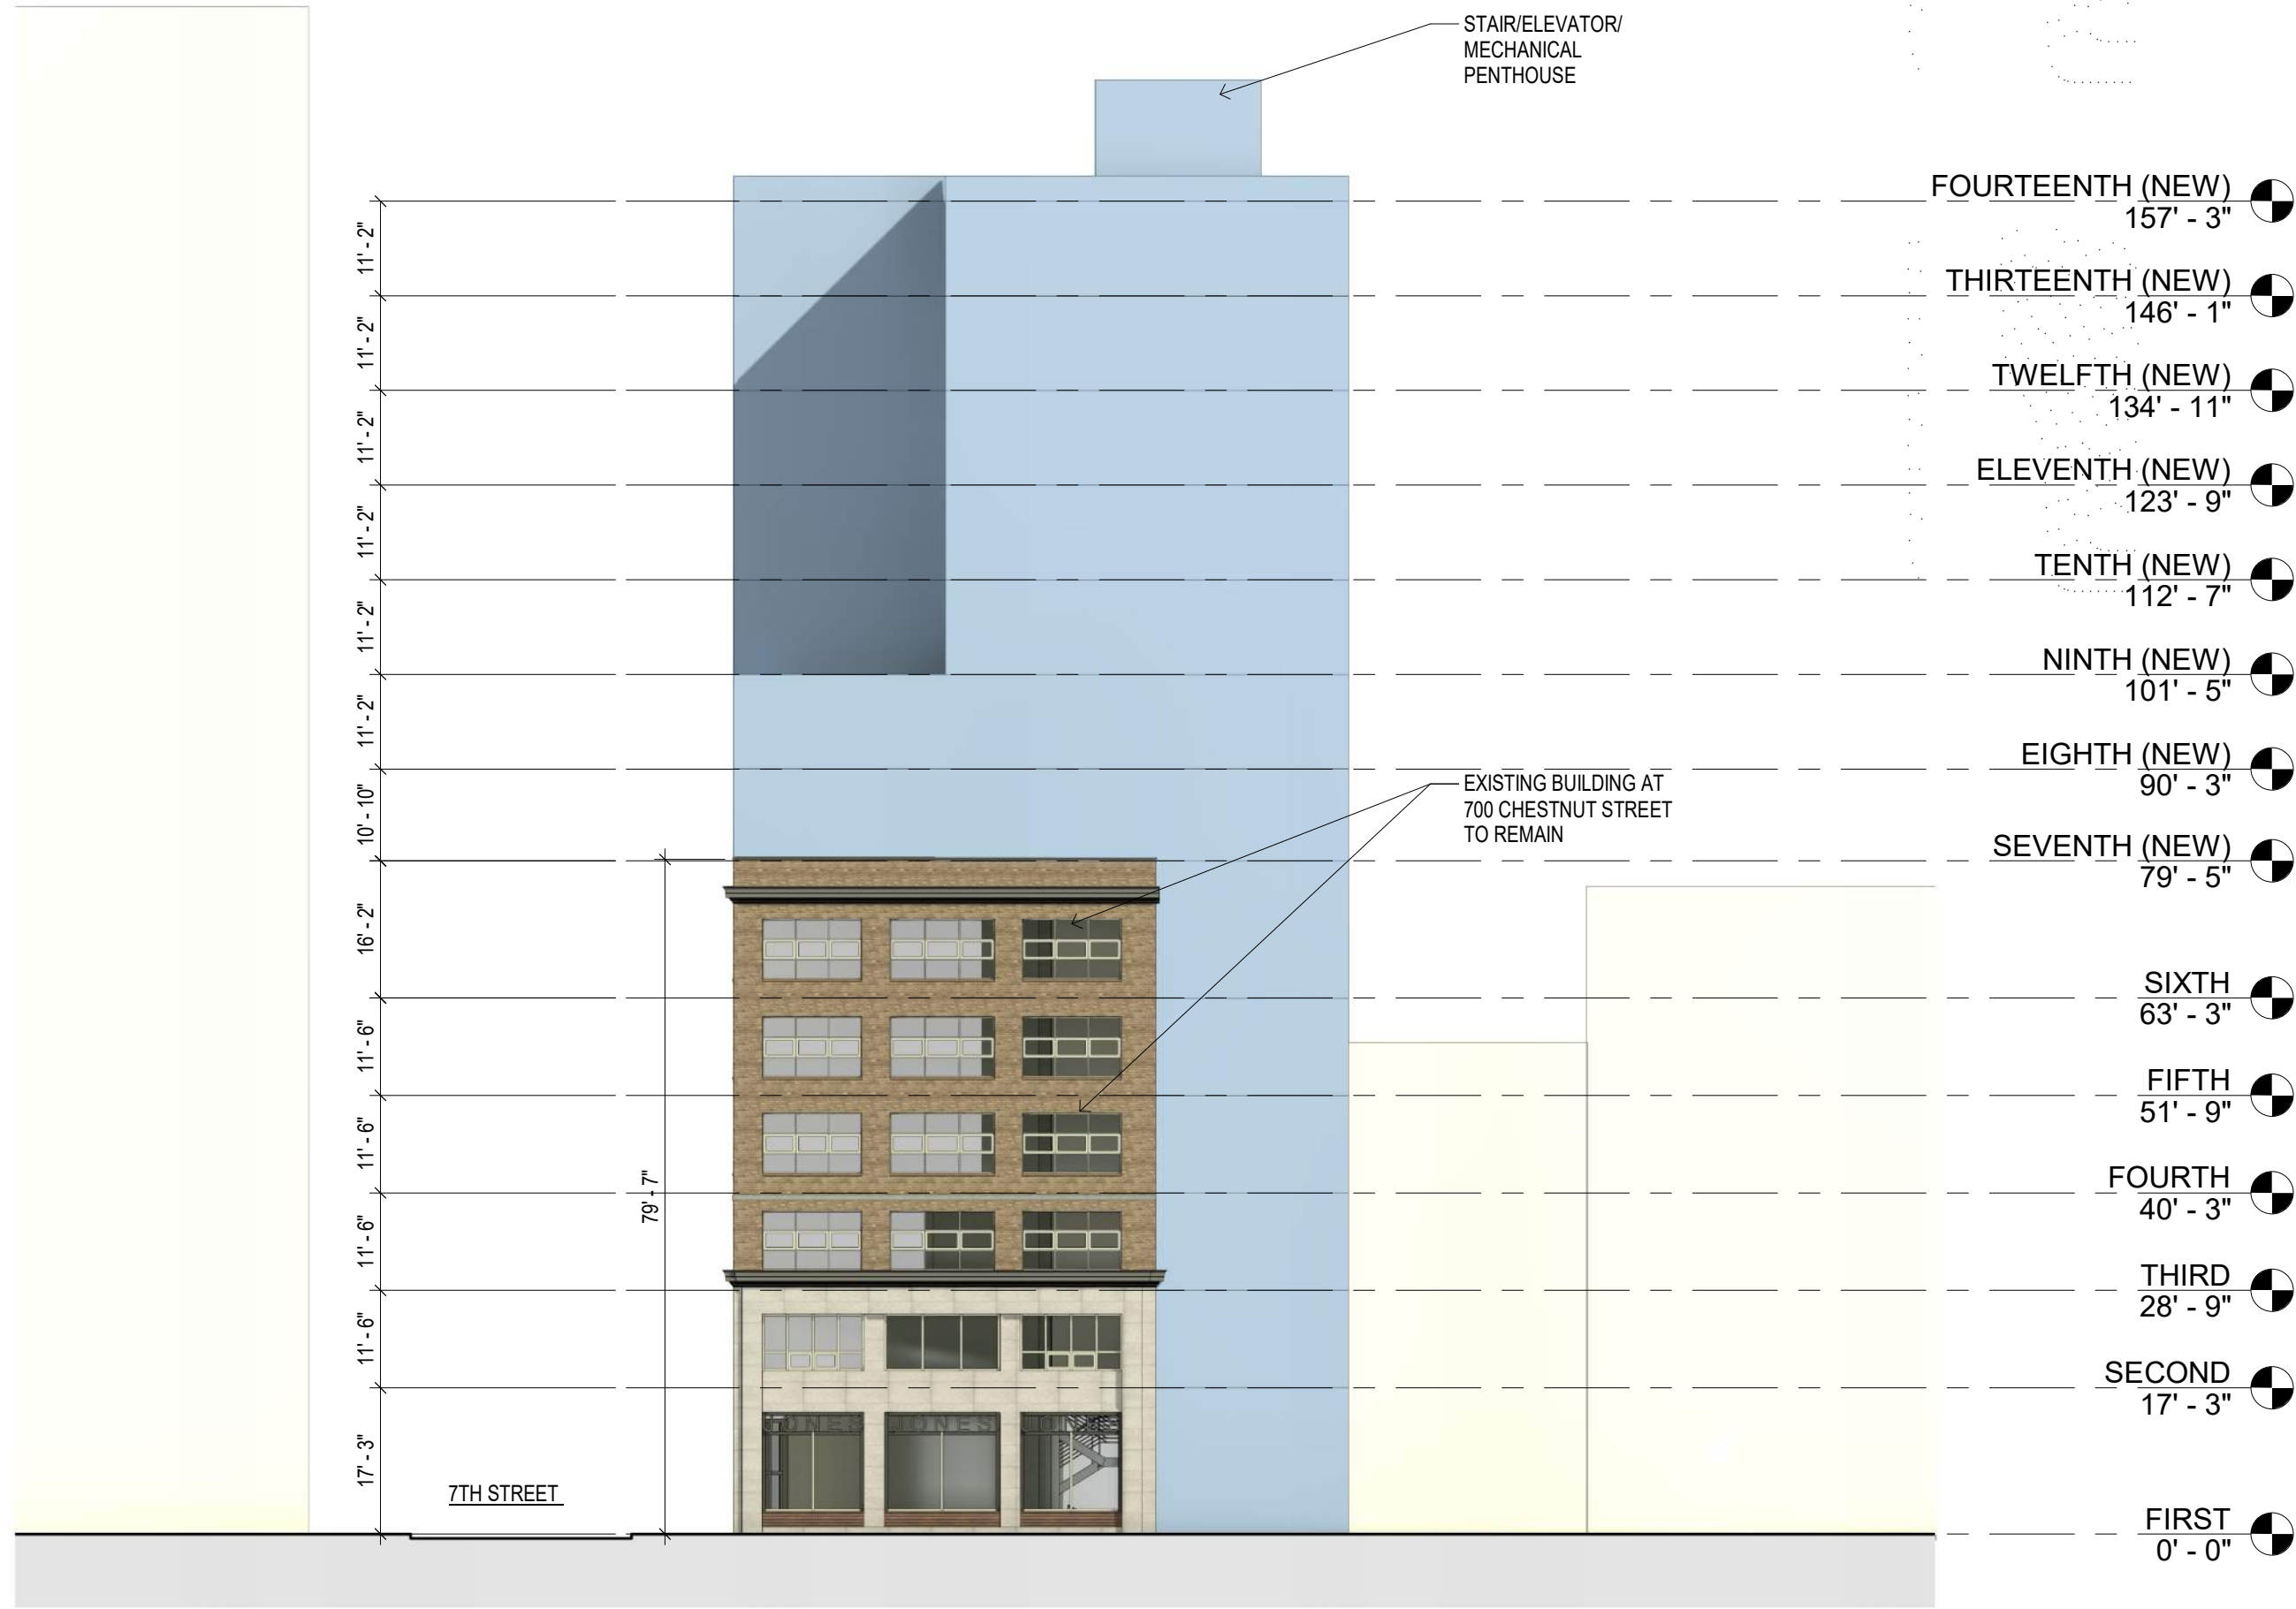 STAIR/ELEVATOR/
MECHANICAL
PENTHOUSE
FOURTEENTH (NEW)
157' - 3"
11' - 2"
THIRTEENTH (NEW)
146' - 1"
11' - 2"
TWELFTH (NEW)
134' - 11"
11' - 2"
ELEVENTH (NEW)
123' - 9"
11' - 2"
TENTH (NEW)
112' - 7"
11' - 2"
NINTH (NEW)
101' - 5"
11' - 2"
EIGHTH (NEW)
90' - 3"
EXISTING BUILDING AT
700 CHESTNUT STREET
TO REMAIN
10' - 10"
SEVENTH (NEW)
79' - 5"
16' - 2"
SIXTH
63' - 3"
11' - 6"
FIFTH
51' - 9"
11' - 6"
FOURTH
40' - 3"
79' - 7"
11' - 6"
THIRD
28' - 9"
11' - 6"
SECOND
17' - 3"
JONES JONES
17' - 3"
7TH STREET
FIRST
0' - 0"